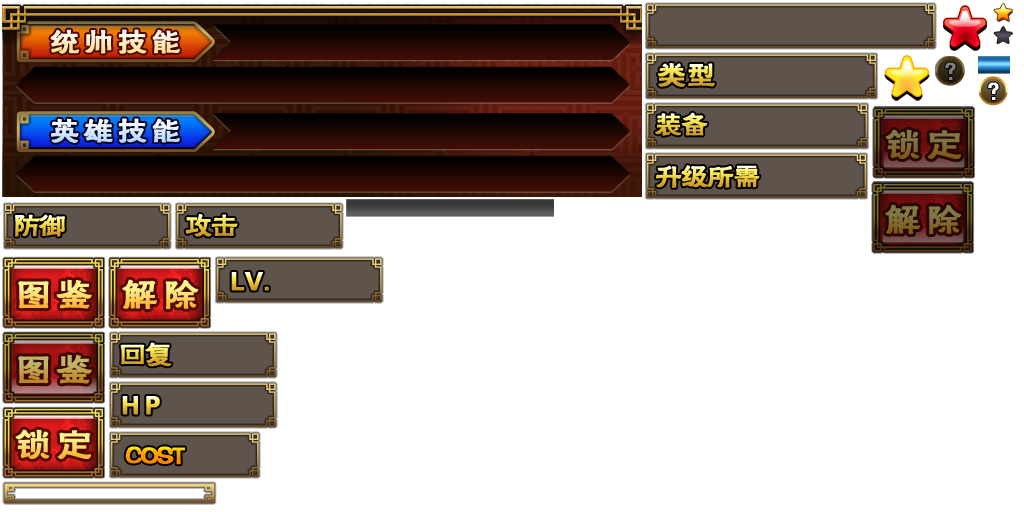 统帅技能
英雄技能
类型
?
?
装备
锁定
升级所需
解除
防御
攻击
图鉴
解除
LV.
图鉴
回复
HP
锁定
COST